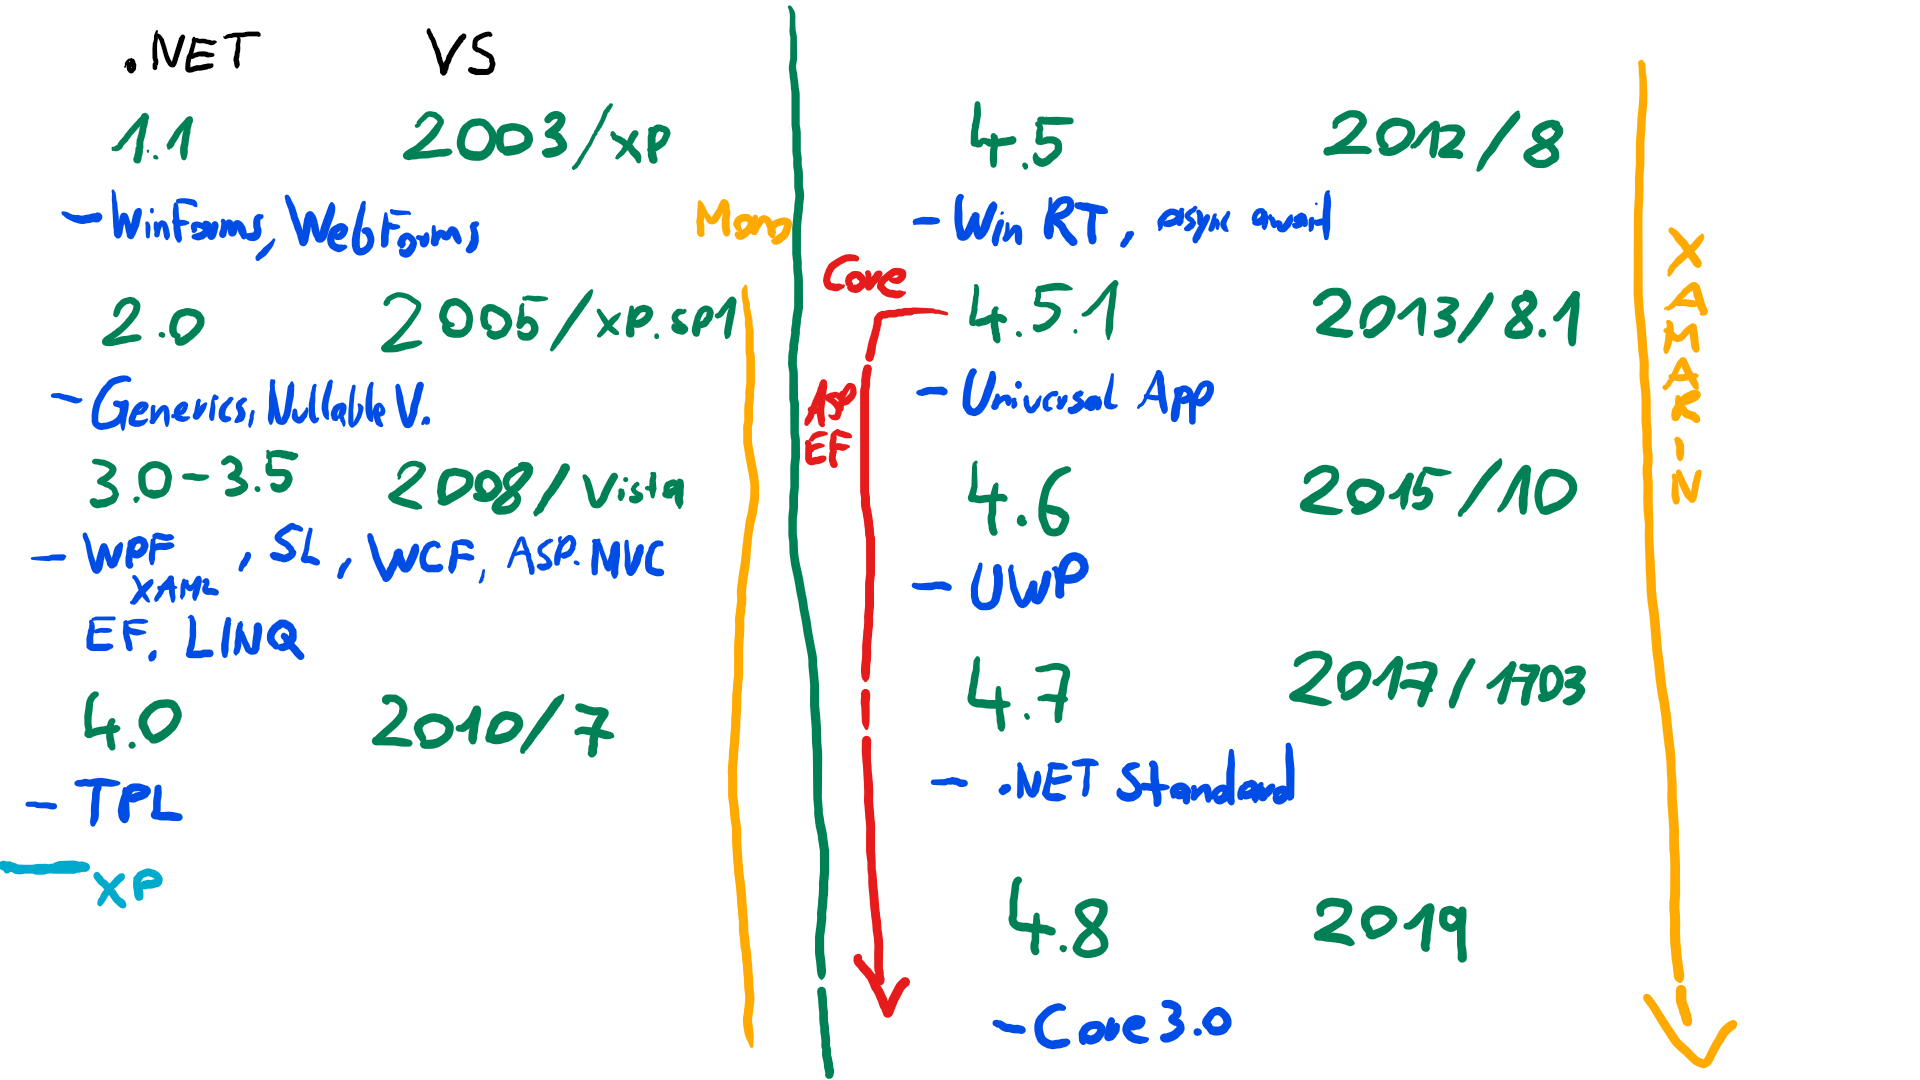 .NET VS
1.1 2003/xp
- WinForms, WebForms
Mono
2.0 2005/xp.sp1
- Generics, Nullable V.
3.0-3.5 2008/Vista
- WPF, SL, WCF, ASP.MVC
XAML
EF, LINQ
4.0 2010/7
- TPL
XP
4.5 2012/8
- Win RT, async await
Core
4.5.1 2013/8.1
ASP
EF
- Universal App
4.6 2015/10
- UWP
4.7 2017/1703
- .NET Standard
4.8 2019
- Core 3.0
XAMARIN